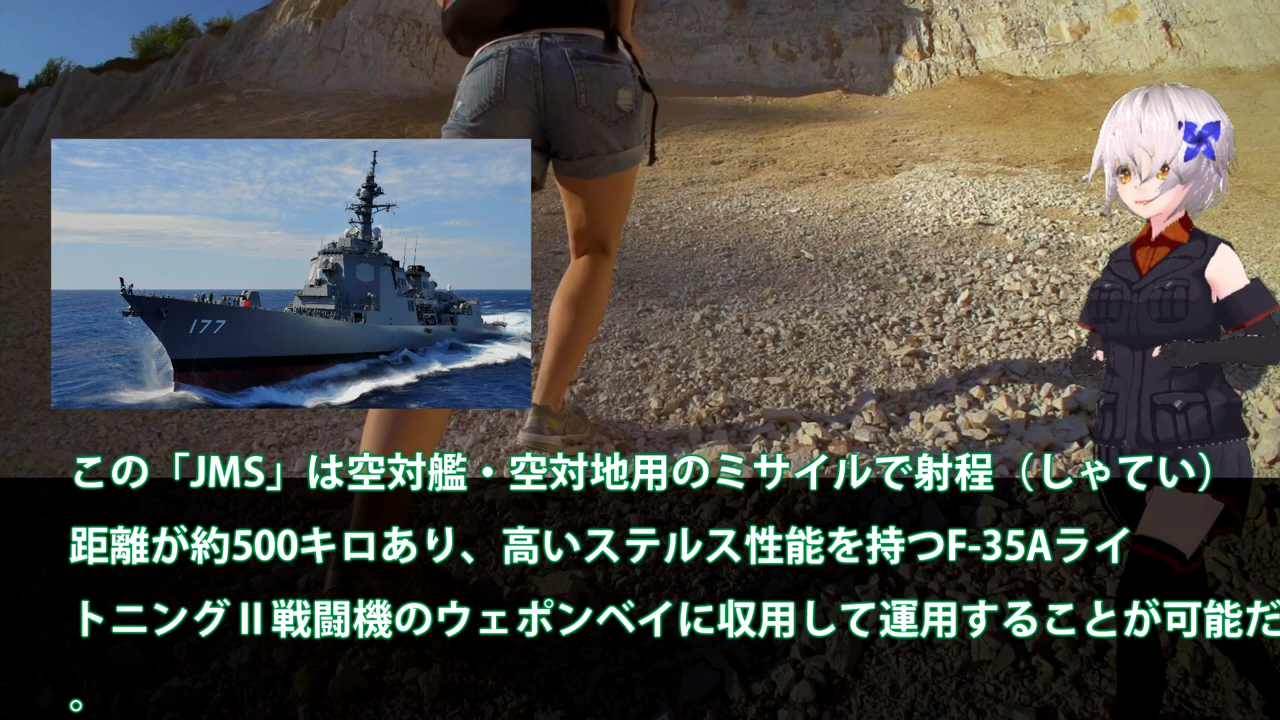 177
この「JMS」は空対艦・空対地用のミサイルで射程（しゃてい）
距離が約500キロあり、高いステルス性能を持つF-35Aライ
トニングⅡ戦闘機のウェポンベイに収用して運用することが可能だ
。